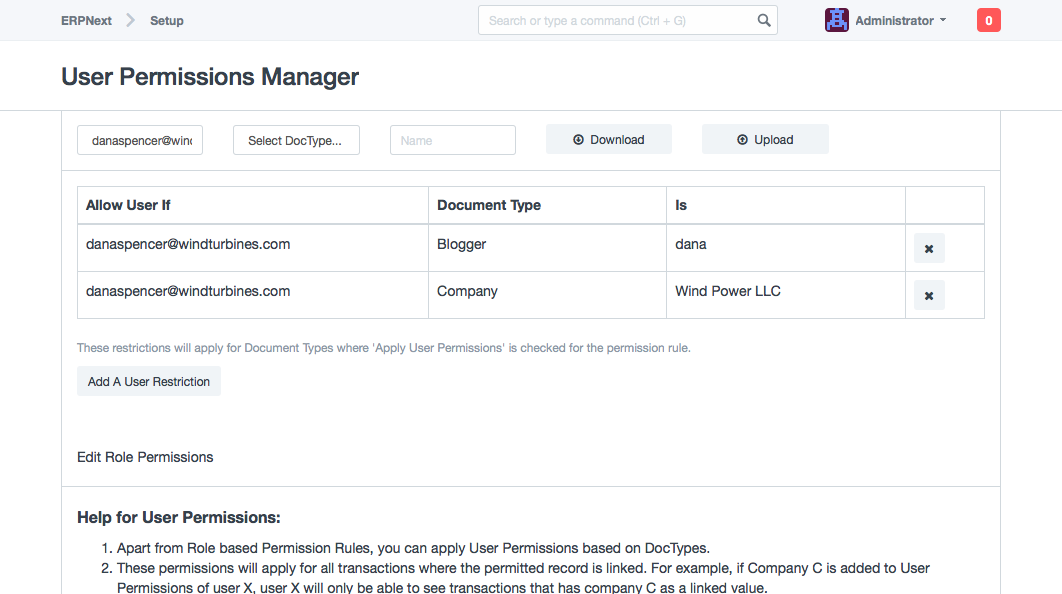 ERPNext Setup Search or type a command (Ctrl + G) Administrator 0
User Permissions Manager
danaspencer@wind Select DocType... Name Download Upload
Allow User If Document Type Is
danaspencer@windturbines.com Blogger dana
danaspencer@windturbines.com Company Wind Power LLC
These restrictions will apply for Document Types where 'Apply User Permissions' is checked for the permission rule.
Add A User Restriction
Edit Role Permissions
Help for User Permissions:
1. Apart from Role based Permission Rules, you can apply User Permissions based on DocTypes.
2. These permissions will apply for all transactions where the permitted record is linked. For example, if Company C is added to User
Permissions of user X, user X will only be able to see transactions that has company C as a linked value.